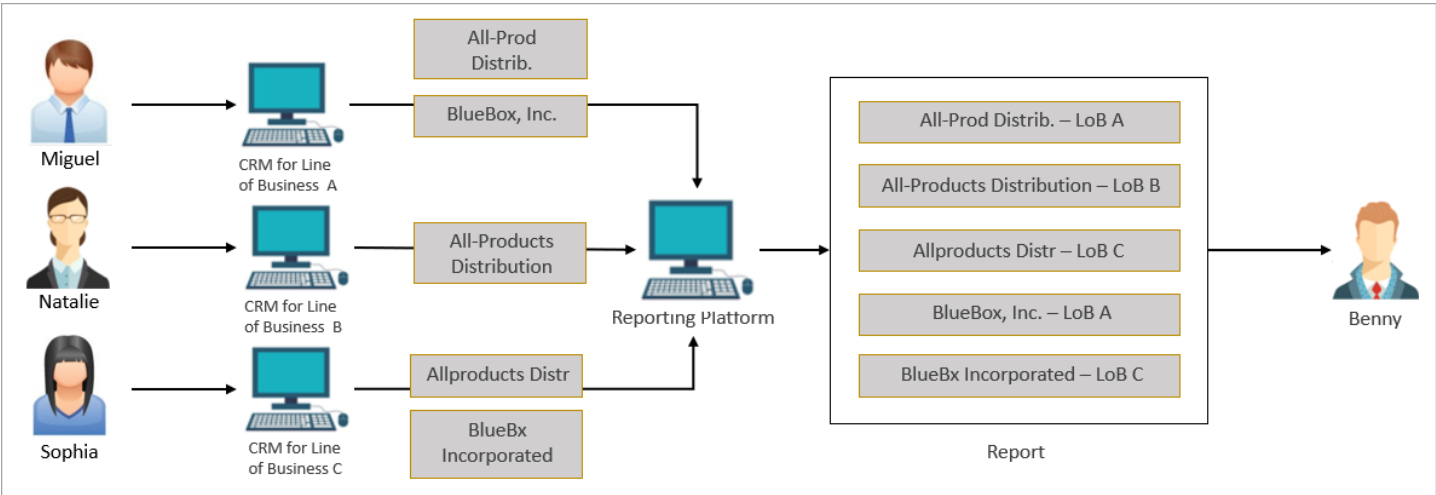 All-Prod
Distrib.
BlueBox, Inc.
Miguel
CRM for Line
of Business A
All-Products
Distribution
Natalie
CRM for Line
of Business B
Allproducts Distr
BlueBx
Incorporated
Sophia
CRM for Line
of Business C
Reporting Platform
All-Prod Distrib. – LoB A
All-Products Distribution – LoB B
Allproducts Distr – LoB C
BlueBox, Inc. – LoB A
BlueBx Incorporated – LoB C
Report
Benny